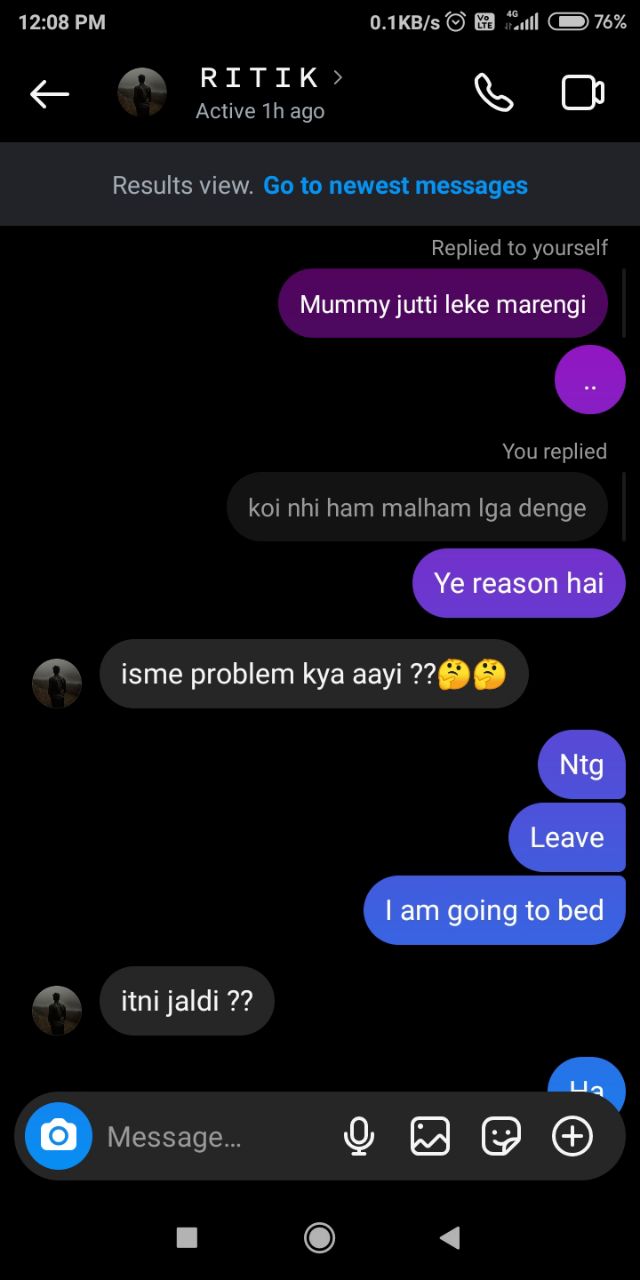 12:08 PM 0.1KB/s Vo LTE 4G 76%
R I T I K
Active 1h ago
Results view. Go to newest messages
Replied to yourself
Mummy jutti leke marengi
..
You replied
koi nhi ham malham lga denge
Ye reason hai
isme problem kya aayi ??🤔🤔
Ntg
Leave
I am going to bed
itni jaldi ??
Ha
Message...